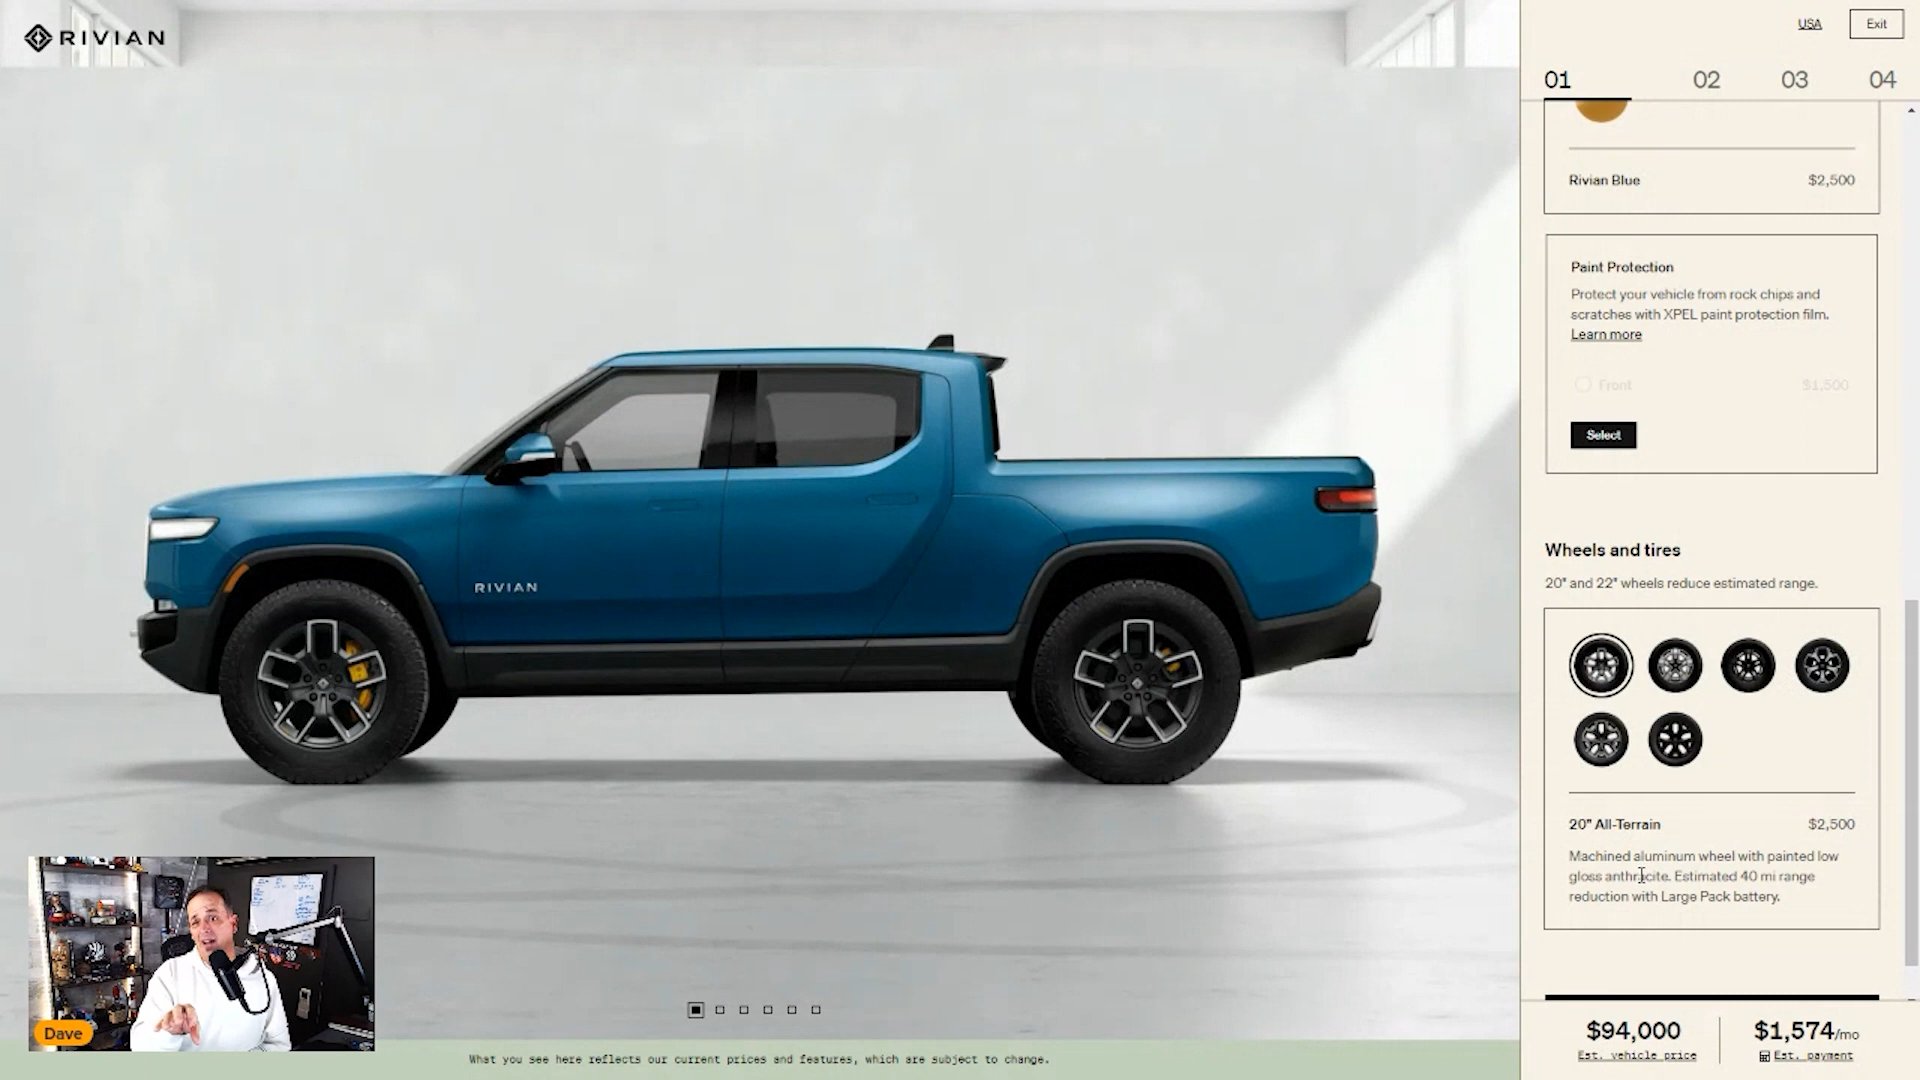 RIVIAN
USA
Exit
01
02
03
04
Rivian Blue
$2,500
Paint Protection
Protect your vehicle from rock chips and
scratches with XPEL paint protection film.
Learn more
Front
$1,500
Select
RIVIAN
Wheels and tires
20" and 22" wheels reduce estimated range.
20" All-Terrain
$2,500
Machined aluminum wheel with painted low
gloss anthracite. Estimated 40 mi range
reduction with Large Pack battery.
Dave
$94,000
Est. vehicle price
$1,574/mo
Est. payment
What you see here reflects our current prices and features, which are subject to change.